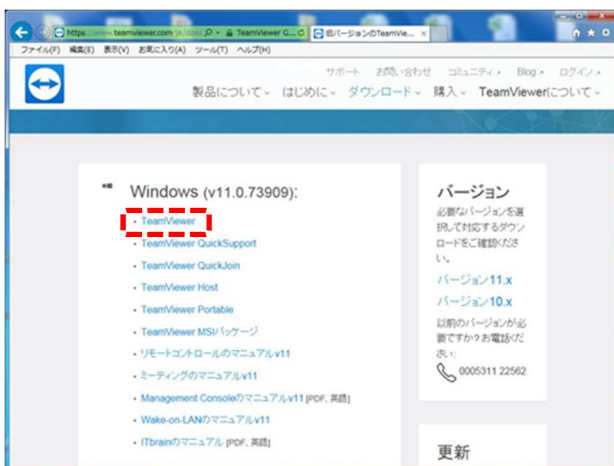 https://www.teamviewer.com/ja/dow
TeamViewer G...
旧バージョンのTeamVie...
ファイル(F) 編集(E) 表示(V) お気に入り(A) ツール(T) ヘルプ(H)
サポート お問い合わせ コミュニティ Blog ログイン
製品について はじめに ダウンロード 購入 TeamViewerについて
Windows (v11.0.73909):
TeamViewer
TeamViewer QuickSupport
TeamViewer QuickJoin
TeamViewer Host
TeamViewer Portable
TeamViewer MSIパッケージ
リモートコントロールのマニュアルv11
ミーティングのマニュアルv11
Management Consoleのマニュアルv11 [PDF, 英語]
Wake-on-LANのマニュアルv11
ITbrainのマニュアル [PDF, 英語]
バージョン
必要なバージョンを選
択して対応するダウン
ロードをご確認くださ
い。
バージョン11.x
バージョン10.x
以前のバージョンが必
要ですか？お電話くだ
さい:
0005311 22562
更新